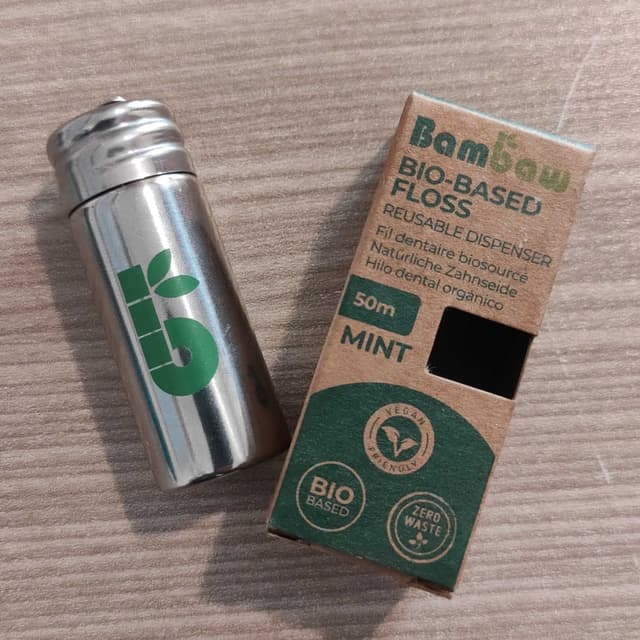 Bambaw
BIO-BASED
FLOSS
REUSABLE DISPENSER
Fil dentaire biosourcé
Natürliche Zahnseide
Hilo dental orgánico
50m
MINT
VEGAN
FRIENDLY
BIO
BASED
ZERO
WASTE
b